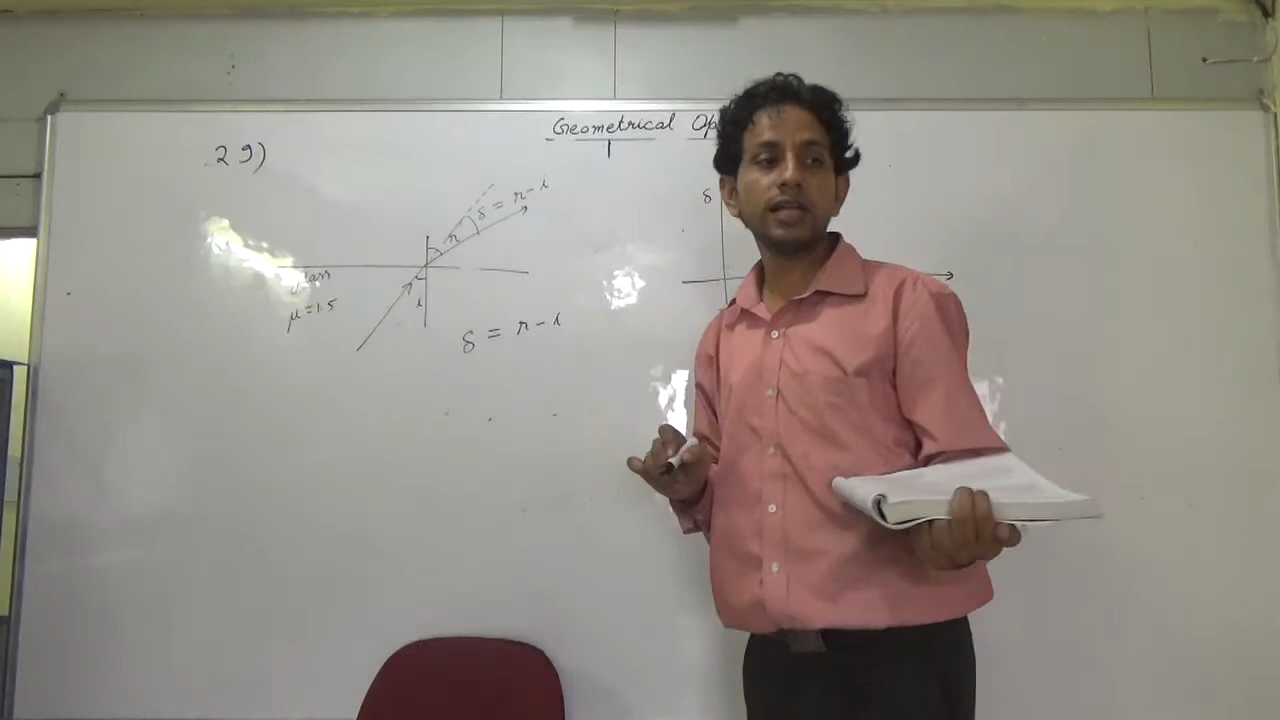 Geometrical Op
29)
δ = r - i
δ
r
μ = 1.5
i
δ = r - i